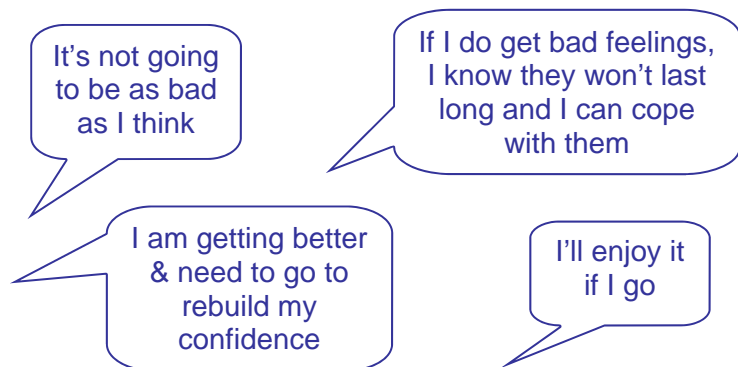 It's not going
to be as bad
as I think
If I do get bad feelings,
I know they won’t last
long and I can cope
with them
I am getting better
& need to go to
rebuild my
confidence
I’ll enjoy it
if I go